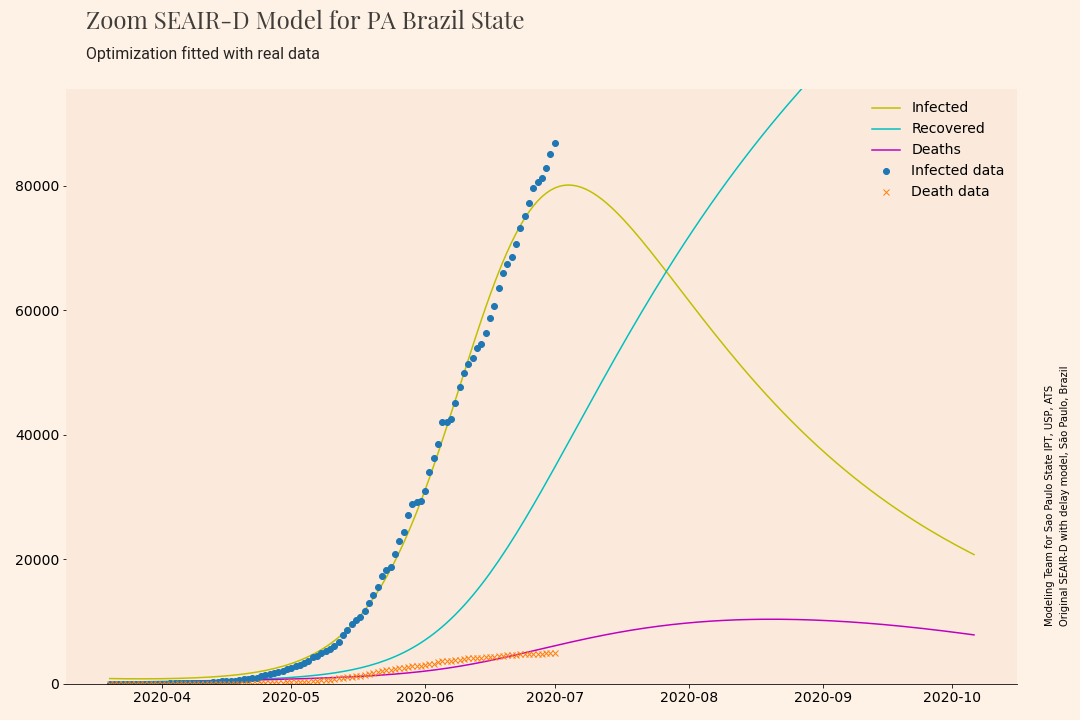 Zoom SEAIR-D Model for PA Brazil State
Optimization fitted with real data
Infected
Recovered
Deaths
Infected data
Death data
80000
60000
40000
20000
0
2020-04
2020-05
2020-06
2020-07
2020-08
2020-09
2020-10
Modeling Team for Sao Paulo State IPT, USP, ATS
Original SEAIR-D with delay model, São Paulo, Brazil